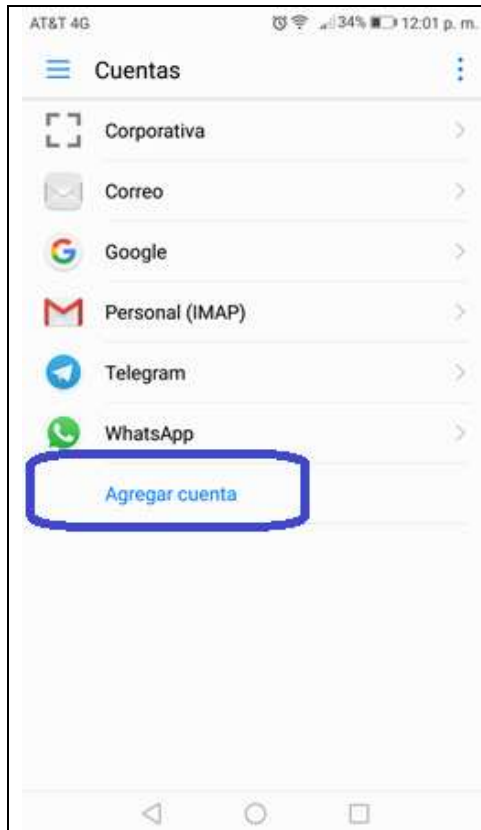 AT&T 4G 34% 12:01 p. m.
Cuentas
Corporativa
Correo
Google
Personal (IMAP)
Telegram
WhatsApp
Agregar cuenta